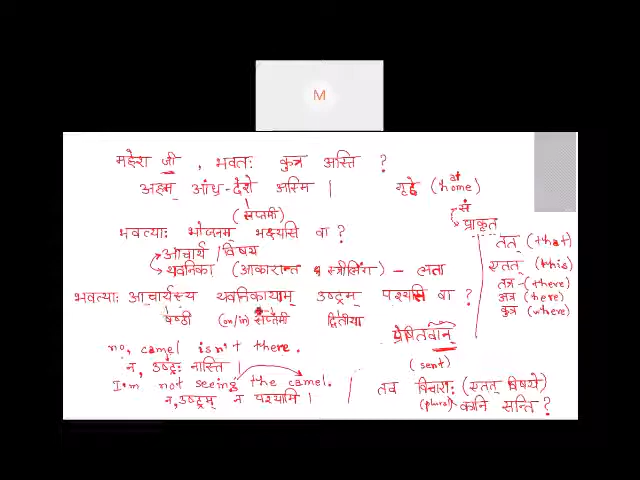 M
महेश जी , भवतः कुत्र अस्ति ?
अहम् आंध्र-देशे अस्मि | गृहे (at home)
(सप्तमी)
सं
प्राकृत
भवत्याः भोजनम् भक्ष्यसि वा ?
आचार्य / विषय
यवनिका (आकारान्त स्त्रीलिंग) - लता
तत् (that)
एतत् (this)
तत्र - (there)
अत्र (here)
कुत्र (where)
भवत्याः आचार्यस्य यवनिकायाम् उष्ट्रम् पश्यसि वा ?
षष्ठी (on/in) सप्तमी द्वितीया
प्रेषितवान्
(sent)
no, camel isn't there.
न, उष्ट्रः नास्ति |
I'm not seeing the camel.
न, उष्ट्रम् न पश्यामि |
तव विचाराः (एतत् विषये)
(plural) कानि सन्ति ?